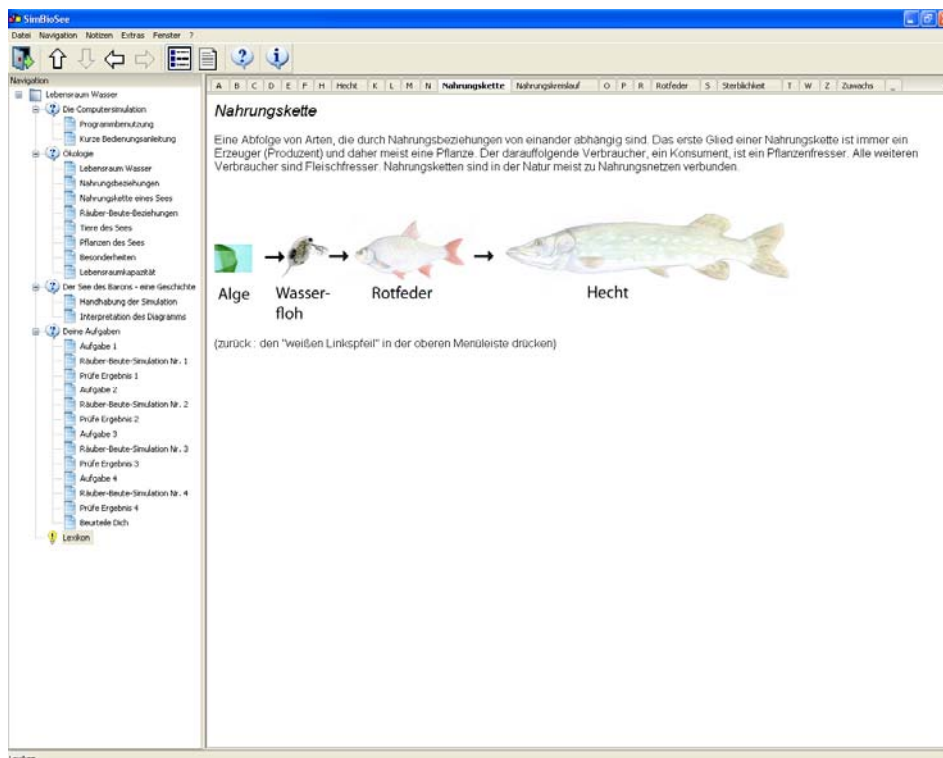 SimBioSee
Datei Navigation Notizen Extras Fenster ?
Navigation
Lebensraum Wasser
Die Computersimulation
Programmbenutzung
Kurze Bedienungsanleitung
Ökologie
Lebensraum Wasser
Nahrungsbeziehungen
Nahrungskette eines Sees
Räuber-Beute-Beziehungen
Tiere des Sees
Pflanzen des Sees
Besonderheiten
Lebensraumkapazität
Der See des Barons - eine Geschichte
Handhabung der Simulation
Interpretation des Diagramms
Deine Aufgaben
Aufgabe 1
Räuber-Beute-Simulation Nr. 1
Prüfe Ergebnis 1
Aufgabe 2
Räuber-Beute-Simulation Nr. 2
Prüfe Ergebnis 2
Aufgabe 3
Räuber-Beute-Simulation Nr. 3
Prüfe Ergebnis 3
Aufgabe 4
Räuber-Beute-Simulation Nr. 4
Prüfe Ergebnis 4
Beurteile Dich
Lexikon
A B C D E F H Hecht K L M N Nahrungskette Nahrungskreislauf O P R Rotfeder S Sterblichkeit T W Z Zuwachs
Nahrungskette
Eine Abfolge von Arten, die durch Nahrungsbeziehungen von einander abhängig sind. Das erste Glied einer Nahrungskette ist immer ein
Erzeuger (Produzent) und daher meist eine Pflanze. Der darauffolgende Verbraucher, ein Konsument, ist ein Pflanzenfresser. Alle weiteren
Verbraucher sind Fleischfresser. Nahrungsketten sind in der Natur meist zu Nahrungsnetzen verbunden.
Alge Wasser- Rotfeder Hecht
floh
(zurück : den "weißen Linkspfeil" in der oberen Menüleiste drücken)